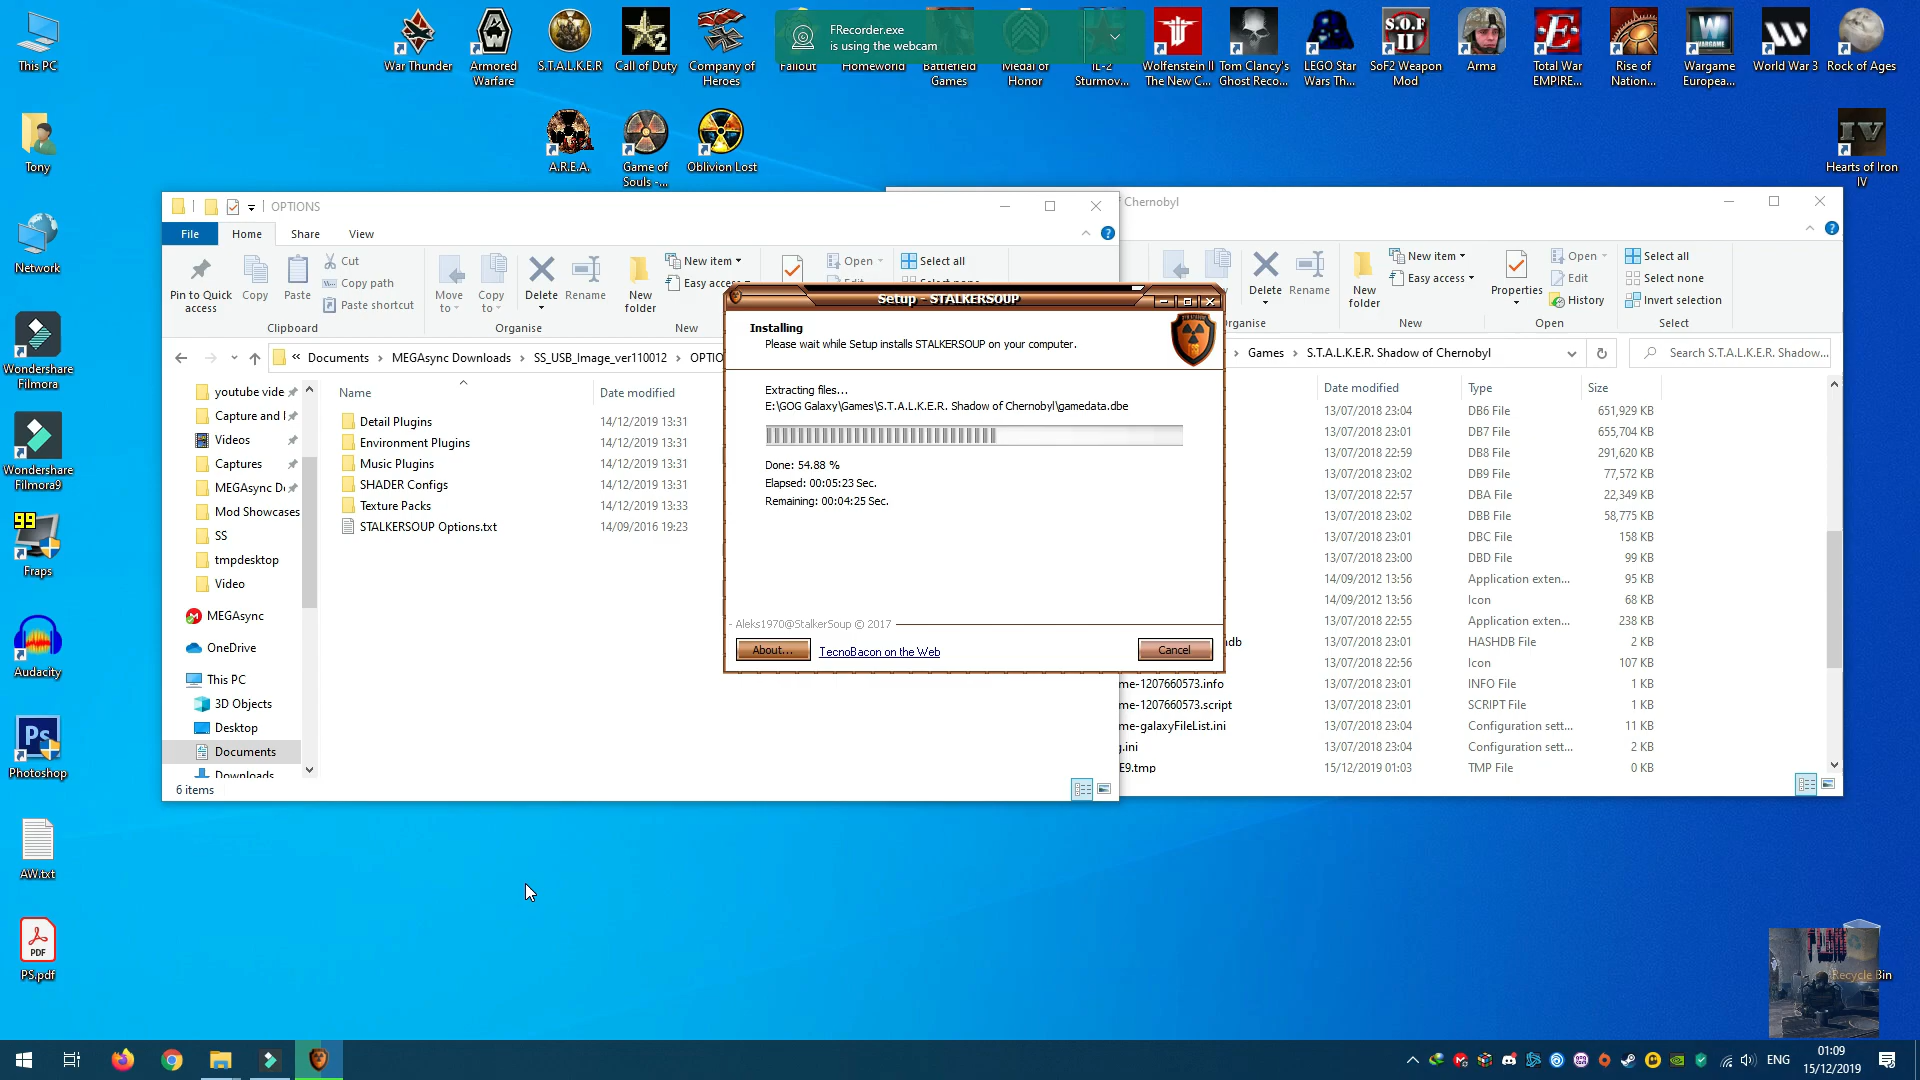 This PC
War Thunder
Armored
Warfare
S.T.A.L.K.E.R
2
Call of Duty
Company of
Heroes
FRecorder.exe
is using the webcam
Fallout
Homeworld
Battlefield
Games
Medal of
Honor
IL-2
Sturmov...
Wolfenstein II
The New C...
Tom Clancy's
Ghost Reco...
LEGO Star
Wars Th...
S.O.F
II
SoF2 Weapon
Mod
Arma
Total War
EMPIRE...
Rise of
Nation...
WARGAME
Wargame
Europea...
World War 3
Rock of Ages
Tony
A.R.E.A.
Game of
Souls -...
Oblivion Lost
IV
Hearts of Iron
IV
Network
Wondershare
Filmora
Wondershare
Filmora9
99
Fraps
Audacity
Ps
Photoshop
AW.txt
PDF
PS.pdf
Recycle Bin
OPTIONS
File
Home
Share
View
Pin to Quick
access
Copy
Paste
Cut
Copy path
Paste shortcut
Clipboard
Move
to
Copy
to
Delete
Rename
Organise
New
folder
New item
Easy access
New
Open
Edit
Select all
Select none
Documents
MEGAsync Downloads
SS_USB_Image_ver110012
OPTIO
youtube vide
Capture and I
Videos
Captures
MEGAsync D
Mod Showcases
SS
tmpdesktop
Video
MEGAsync
OneDrive
This PC
3D Objects
Desktop
Documents
Downloads
Name
Date modified
Detail Plugins 14/12/2019 13:31
Environment Plugins 14/12/2019 13:31
Music Plugins 14/12/2019 13:31
SHADER Configs 14/12/2019 13:31
Texture Packs 14/12/2019 13:33
STALKERSOUP Options.txt 14/09/2016 19:23
6 items
Setup - STALKERSOUP
Installing
Please wait while Setup installs STALKERSOUP on your computer.
Extracting files...
E:\GOG Galaxy\Games\S.T.A.L.K.E.R. Shadow of Chernobyl\gamedata.dbe
Done: 54.88 %
Elapsed: 00:05:23 Sec.
Remaining: 00:04:25 Sec.
- Aleks1970@StalkerSoup © 2017
About...
TecnoBacon on the Web
Cancel
Chernobyl
Delete
Rename
rganise
New
folder
New item
Easy access
New
Properties
Open
Edit
History
Open
Select all
Select none
Invert selection
Select
Games
S.T.A.L.K.E.R. Shadow of Chernobyl
Search S.T.A.L.K.E.R. Shadow...
Date modified Type Size
13/07/2018 23:04 DB6 File 651,929 KB
13/07/2018 23:01 DB7 File 655,704 KB
13/07/2018 22:59 DB8 File 291,620 KB
13/07/2018 23:02 DB9 File 77,572 KB
13/07/2018 22:57 DBA File 22,349 KB
13/07/2018 23:02 DBB File 58,775 KB
13/07/2018 23:01 DBC File 158 KB
13/07/2018 23:00 DBD File 99 KB
14/09/2012 13:56 Application exten... 95 KB
14/09/2012 13:56 Icon 68 KB
13/07/2018 22:55 Application exten... 238 KB
db 13/07/2018 23:01 HASHDB File 2 KB
13/07/2018 22:56 Icon 107 KB
me-1207660573.info 13/07/2018 23:01 INFO File 1 KB
me-1207660573.script 13/07/2018 23:01 SCRIPT File 1 KB
me-galaxyFileList.ini 13/07/2018 23:04 Configuration sett... 11 KB
g.ini 13/07/2018 23:04 Configuration sett... 2 KB
E9.tmp 15/12/2019 01:03 TMP File 0 KB
ENG
01:09
15/12/2019